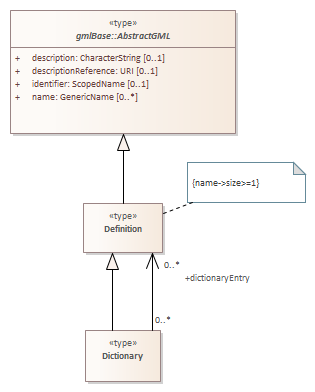 «type»
gmlBase::AbstractGML
+ description: CharacterString [0..1]
+ descriptionReference: URI [0..1]
+ identifier: ScopedName [0..1]
+ name: GenericName [0..*]
{name->size>=1}
«type»
Definition
0..*
+dictionaryEntry
0..*
«type»
Dictionary